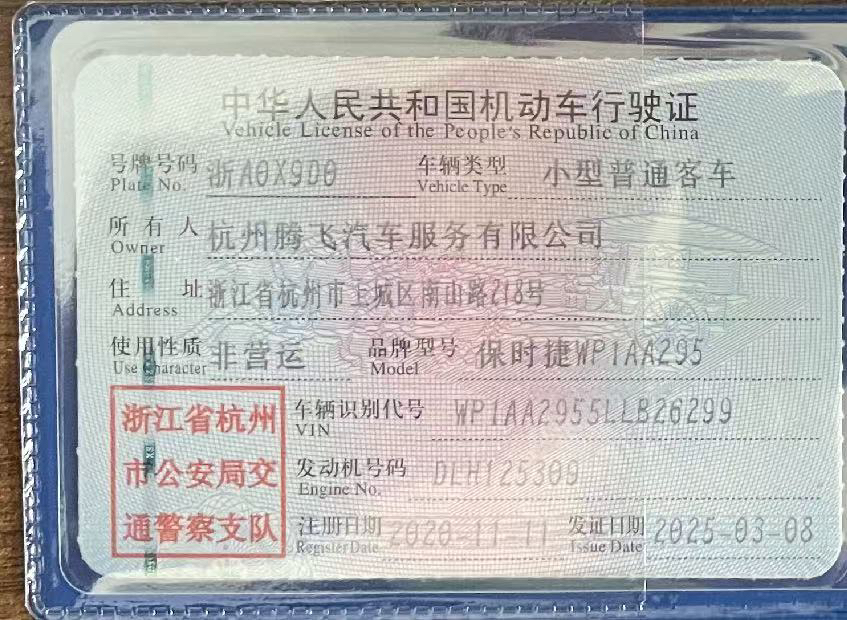 中华人民共和国机动车行驶证
Vehicle License of the People's Republic of China
号牌号码 浙A0X9D0 车辆类型 小型普通客车
Plate No. Vehicle Type
所有人 杭州腾飞汽车服务有限公司
Owner
住址 浙江省杭州市上城区南山路218号
Address
使用性质 非营运 品牌型号 保时捷WP1AA295
Use Character Model
浙江省杭州 车辆识别代号 WP1AA2955LLB26299
VIN
市公安局交 发动机号码 DLH125309
Engine No.
通警察支队 注册日期 2020-11-11 发证日期 2025-03-08
Register Date Issue Date